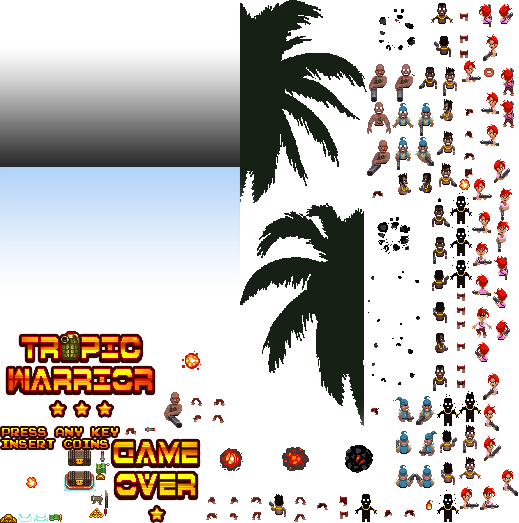 TROPIC
WARRIOR
PRESS ANY KEY
INSERT COINS
GAME
OVER